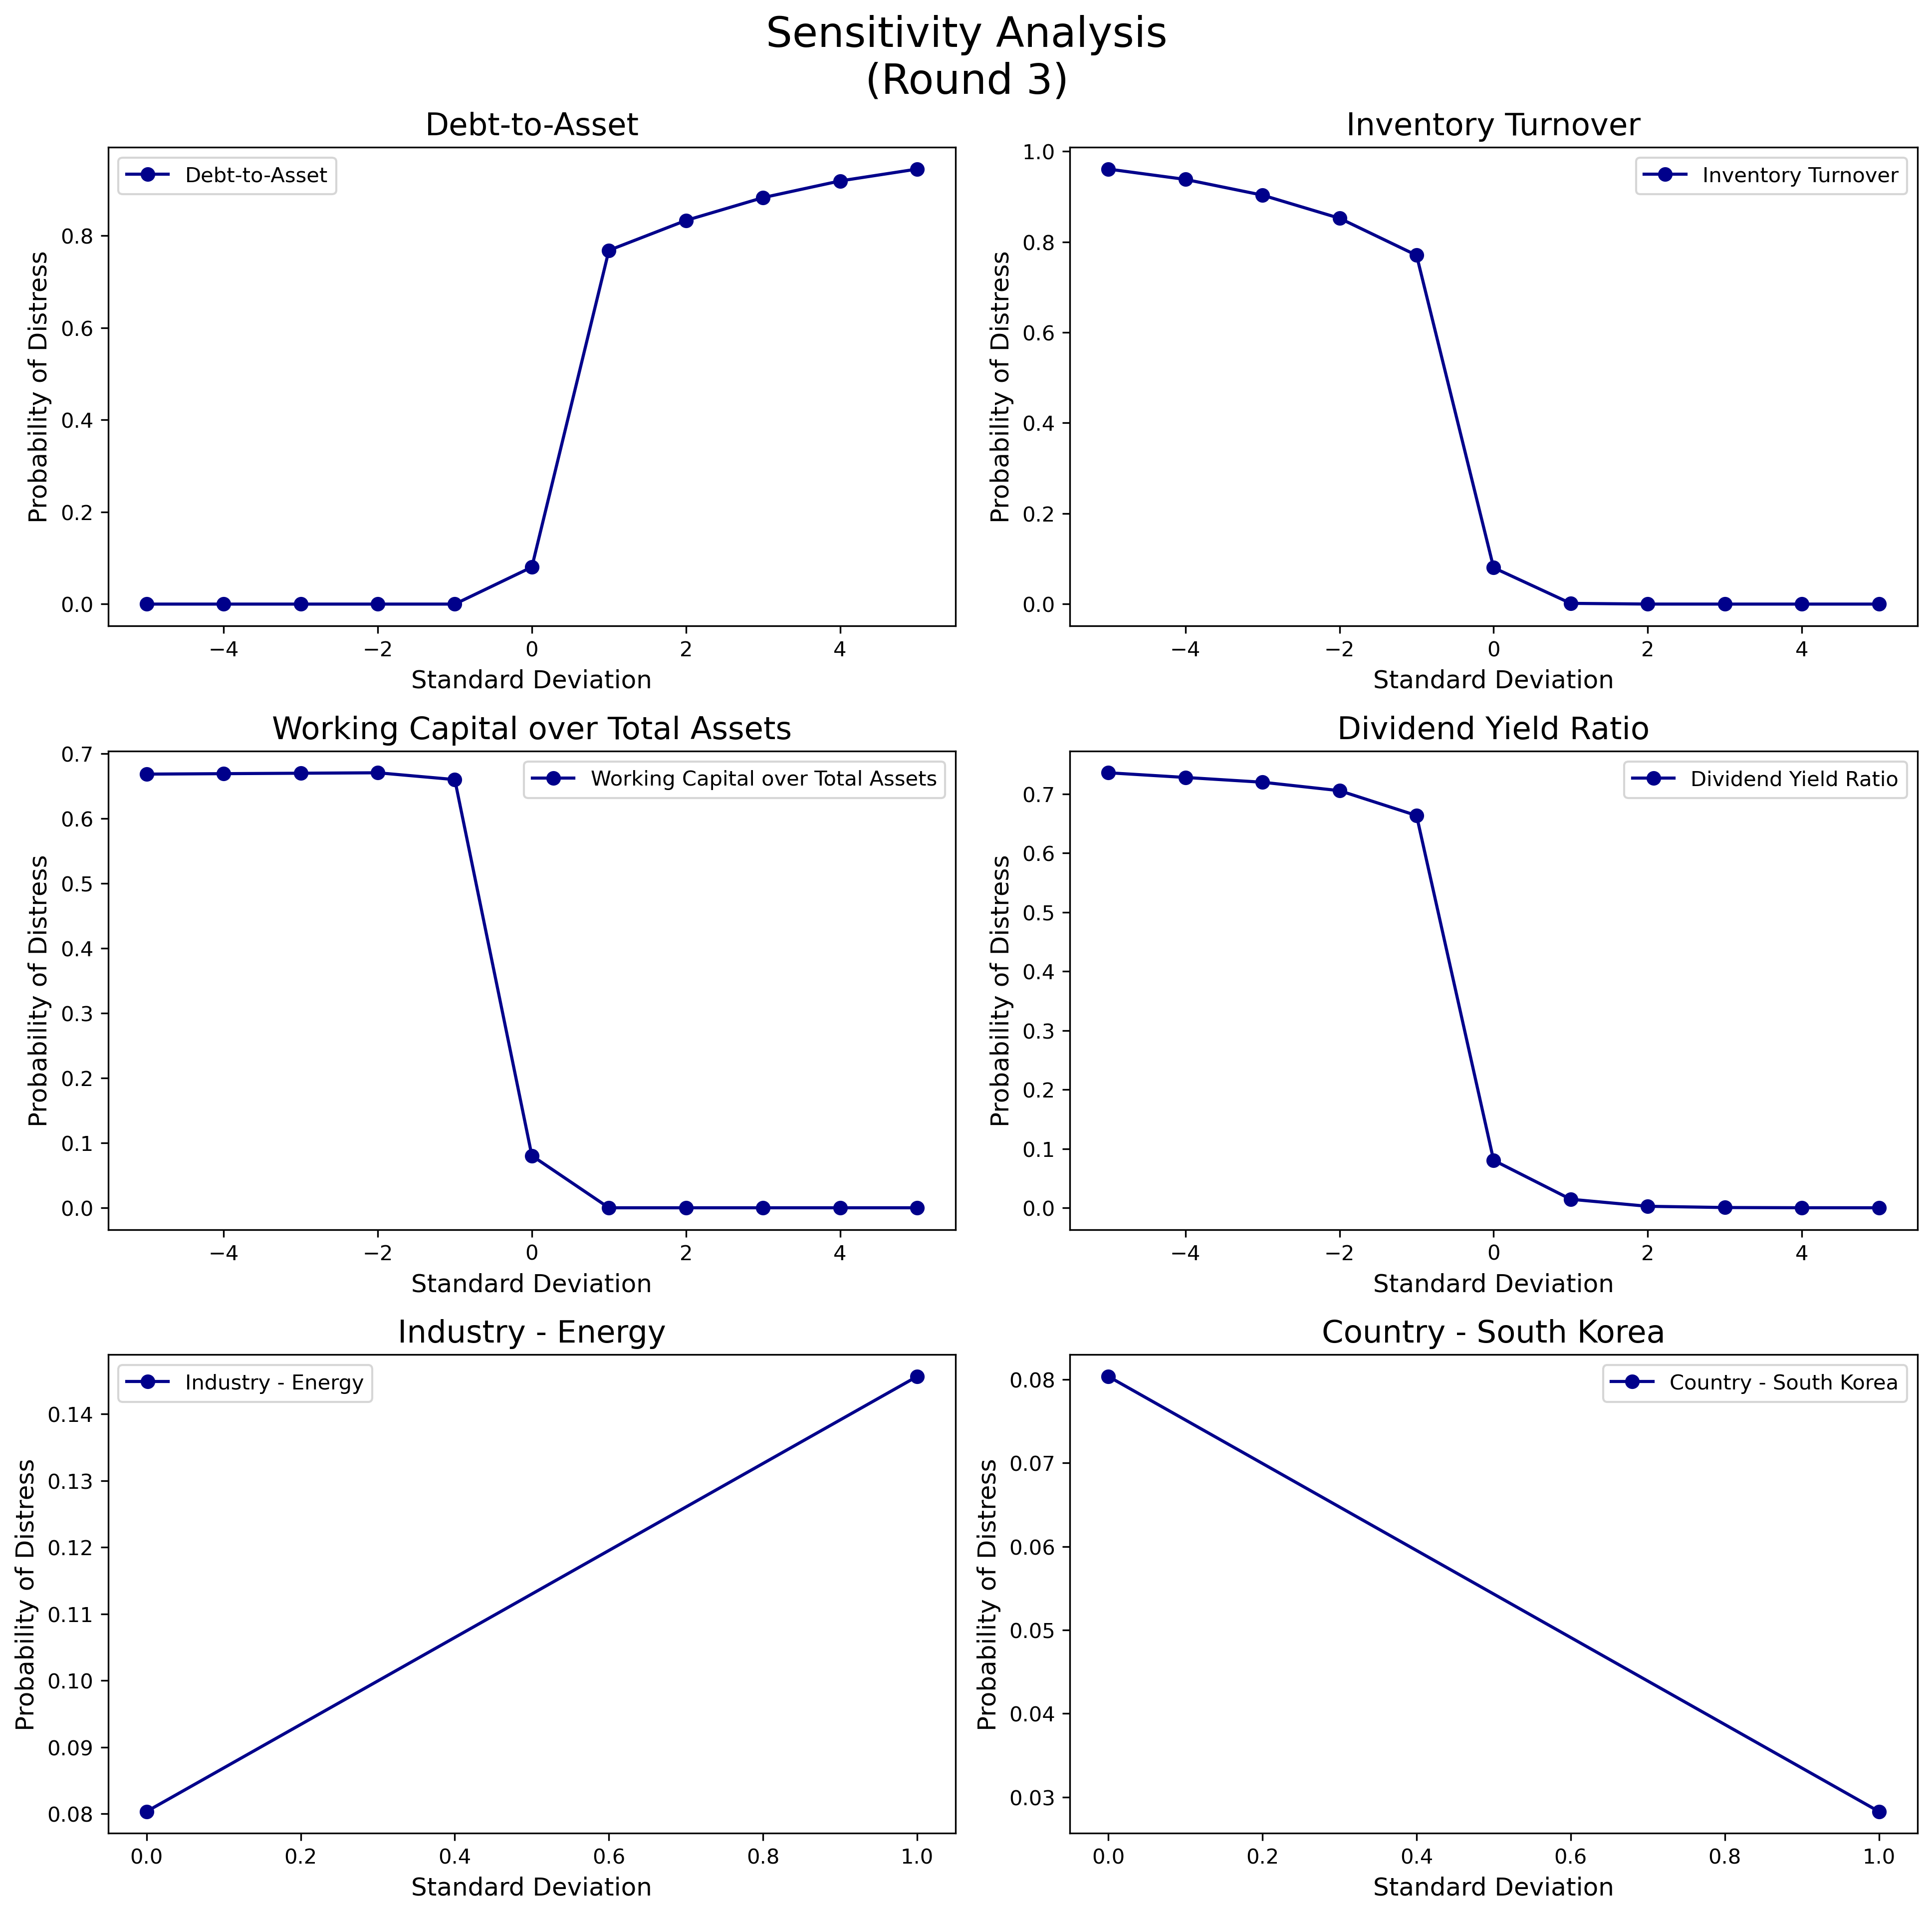 Sensitivity Analysis
(Round 3)
Debt-to-Asset
Debt-to-Asset
0.8
0.6
0.4
0.2
0.0
Probability of Distress
−4 −2 0 2 4
Standard Deviation
Inventory Turnover
Inventory Turnover
1.0
0.8
0.6
0.4
0.2
0.0
Probability of Distress
−4 −2 0 2 4
Standard Deviation
Working Capital over Total Assets
Working Capital over Total Assets
0.7
0.6
0.5
0.4
0.3
0.2
0.1
0.0
Probability of Distress
−4 −2 0 2 4
Standard Deviation
Dividend Yield Ratio
Dividend Yield Ratio
0.7
0.6
0.5
0.4
0.3
0.2
0.1
0.0
Probability of Distress
−4 −2 0 2 4
Standard Deviation
Industry - Energy
Industry - Energy
0.14
0.13
0.12
0.11
0.10
0.09
0.08
Probability of Distress
0.0 0.2 0.4 0.6 0.8 1.0
Standard Deviation
Country - South Korea
Country - South Korea
0.08
0.07
0.06
0.05
0.04
0.03
Probability of Distress
0.0 0.2 0.4 0.6 0.8 1.0
Standard Deviation